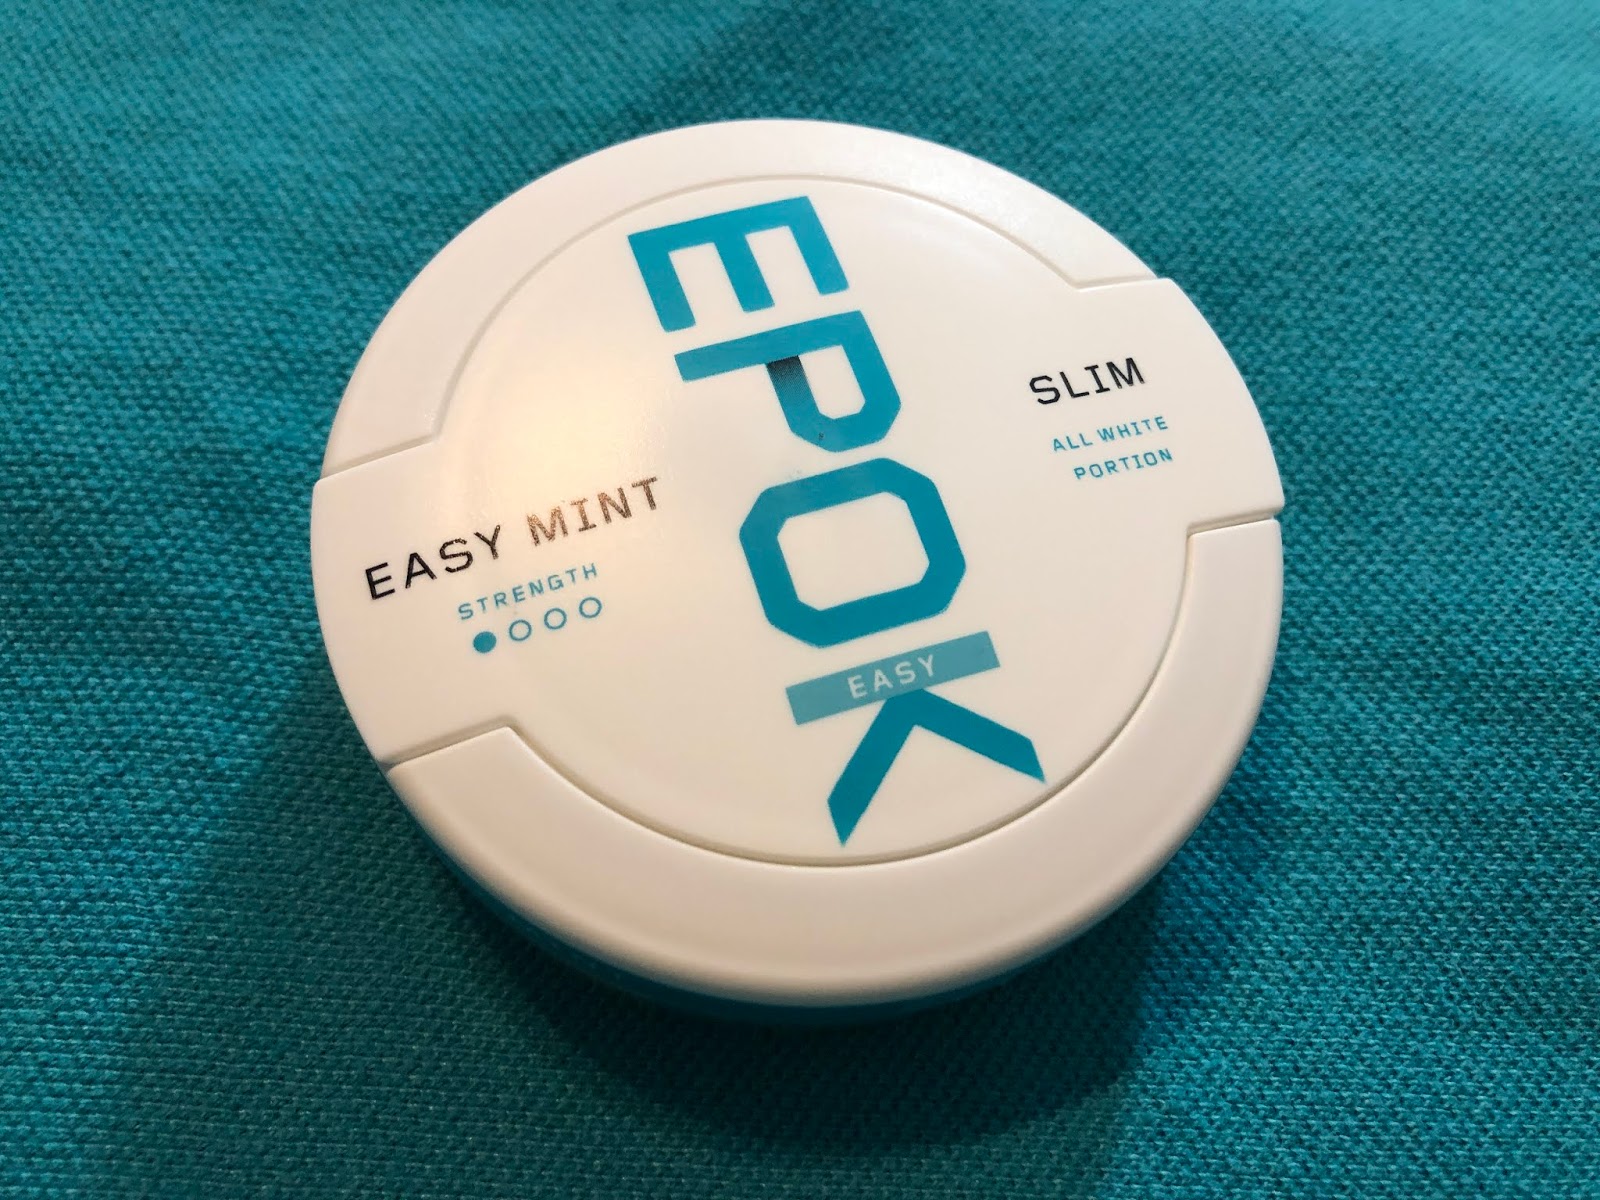 EPOK
EASY
EASY MINT
STRENGTH
SLIM
ALL WHITE
PORTION